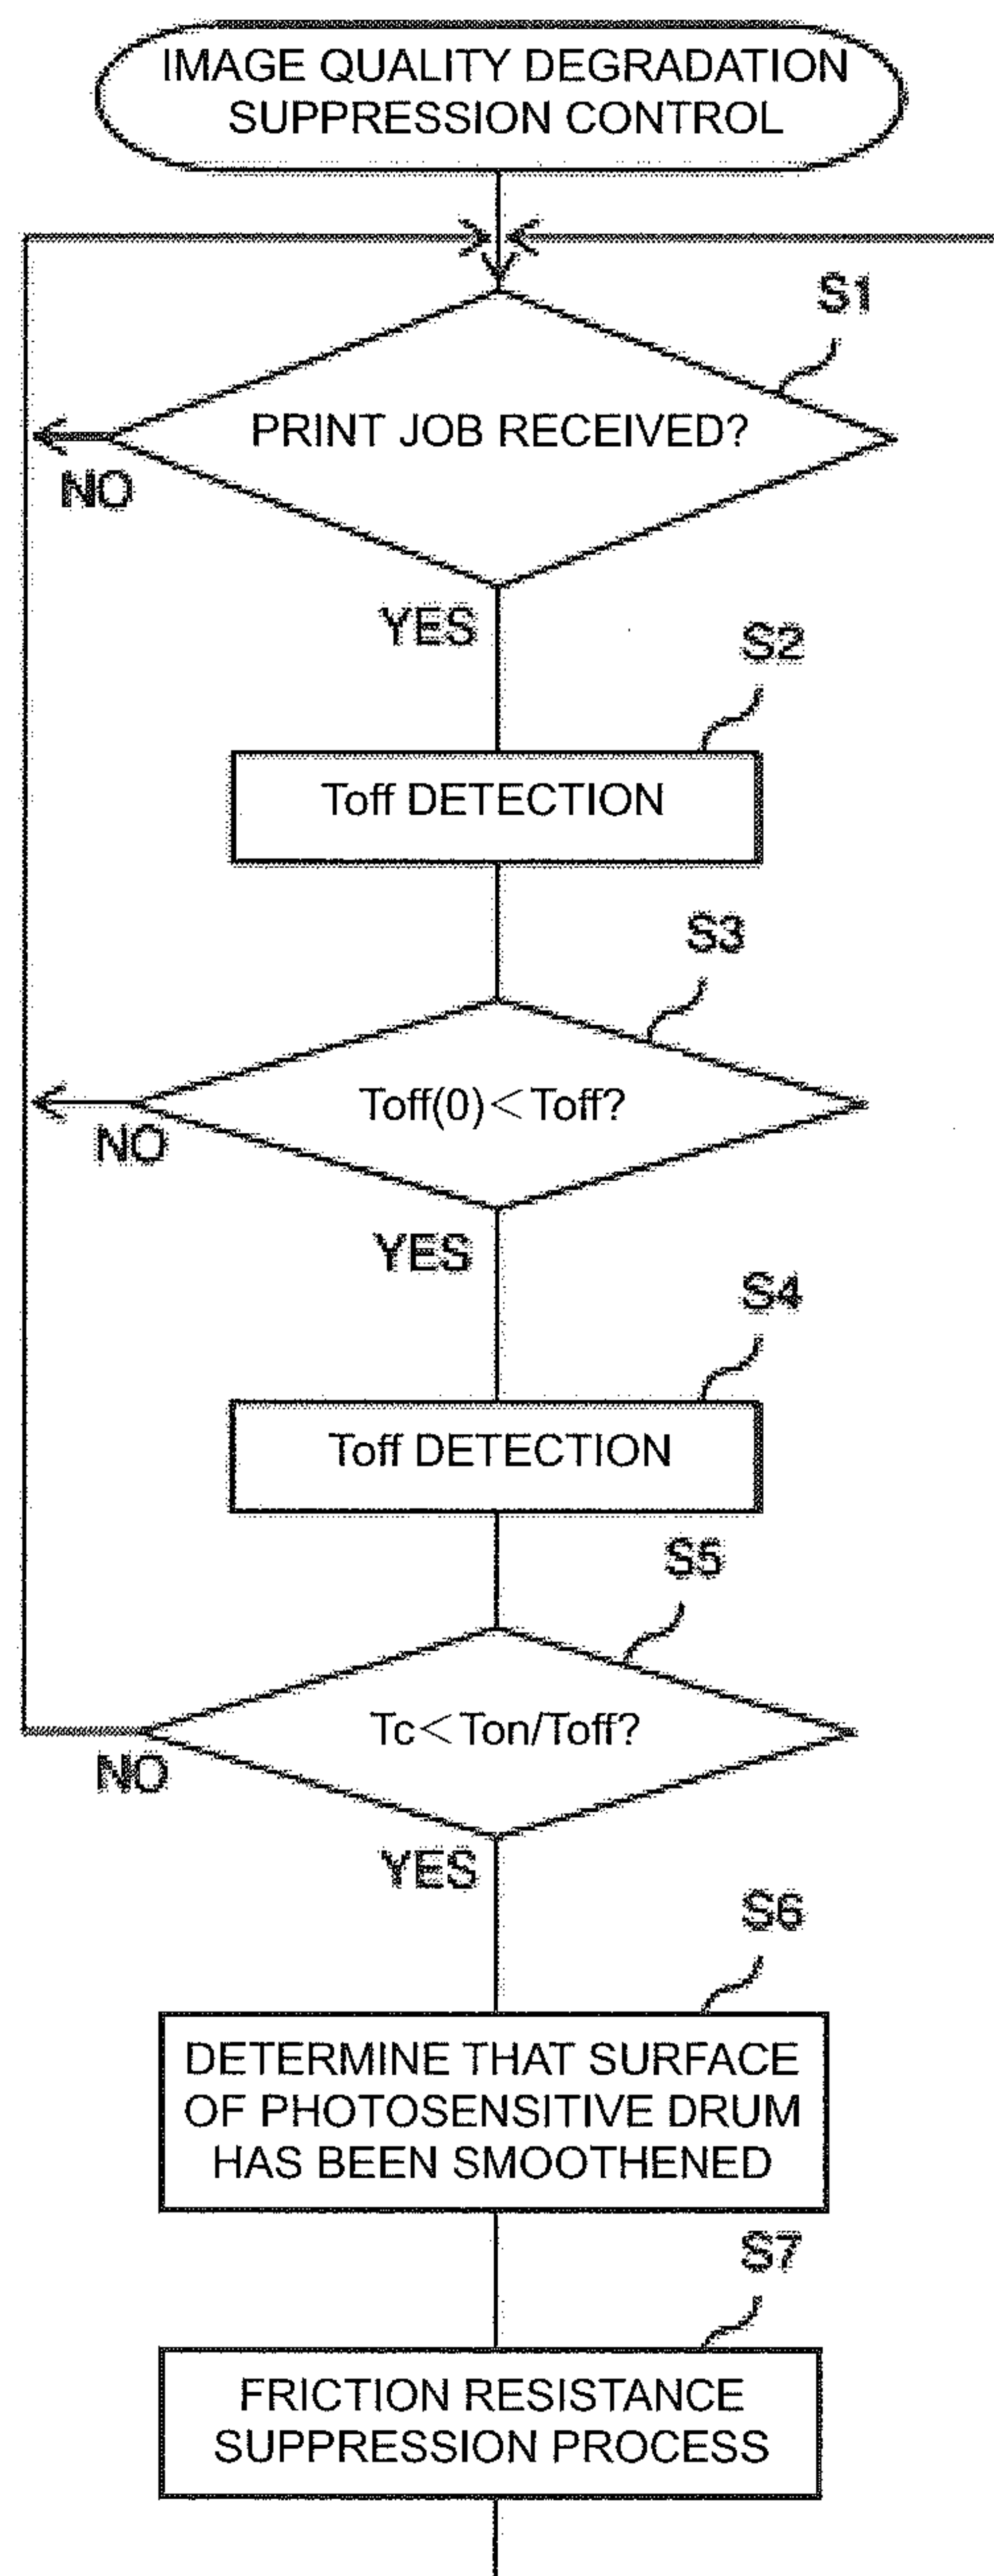 IMAGE QUALITY DEGRADATION
SUPPRESSION CONTROL
S1
PRINT JOB RECEIVED?
NO
YES
S2
Toff DETECTION
S3
Toff(0)<Toff?
NO
YES
S4
Toff DETECTION
S5
Tc<Ton/Toff?
NO
YES
S6
DETERMINE THAT SURFACE
OF PHOTOSENSITIVE DRUM
HAS BEEN SMOOTHENED
S7
FRICTION RESISTANCE
SUPPRESSION PROCESS